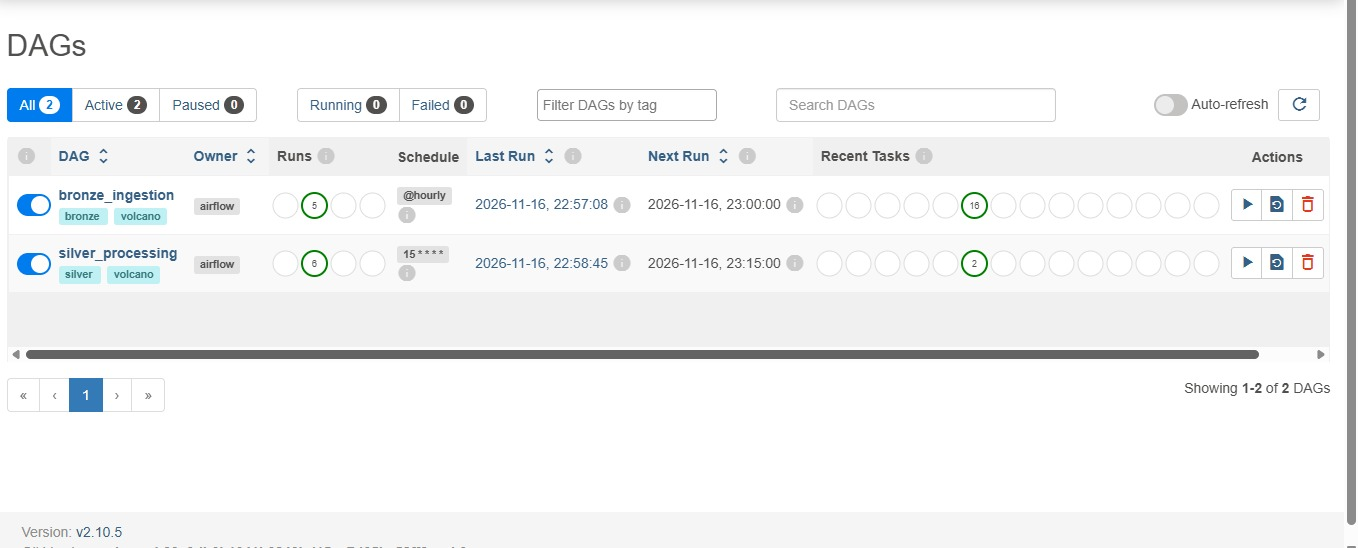 DAGs
All 2 Active 2 Paused 0 Running 0 Failed 0 Filter DAGs by tag Search DAGs Auto-refresh
DAG Owner Runs Schedule Last Run Next Run Recent Tasks Actions
bronze_ingestion airflow 5 @hourly 2026-11-16, 22:57:08 2026-11-16, 23:00:00 16
bronze volcano
silver_processing airflow 6 15 * * * * 2026-11-16, 22:58:45 2026-11-16, 23:15:00 2
silver volcano
« ‹ 1 › »
Showing 1-2 of 2 DAGs
Version: v2.10.5